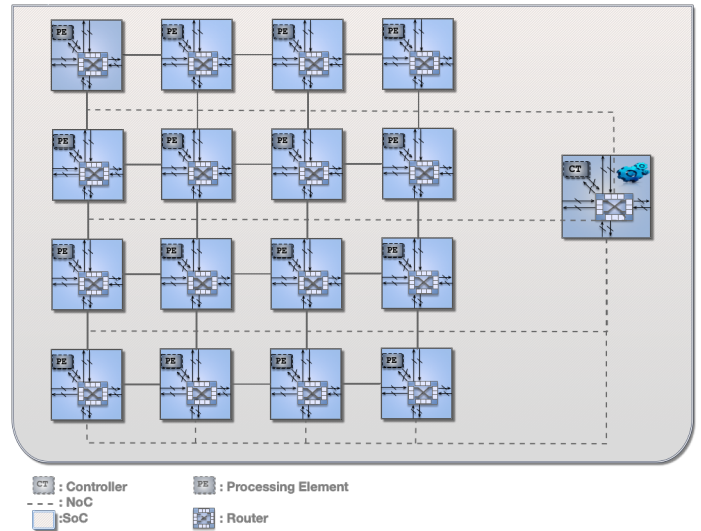 PE PE PE PE
PE PE PE PE
CT
PE PE PE PE
PE PE PE PE
CT : Controller
PE : Processing Element
: NoC
:SoC
: Router